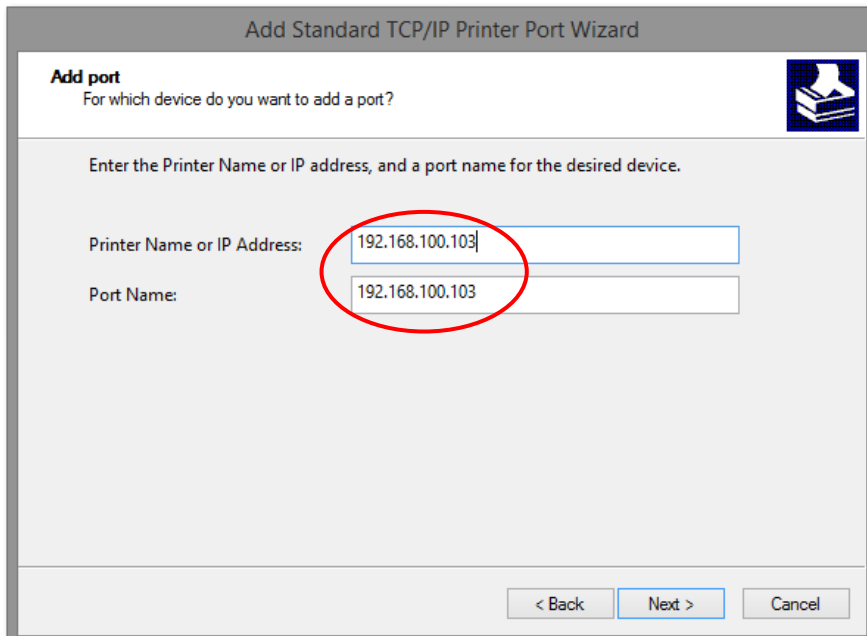 Add Standard TCP/IP Printer Port Wizard
Add port
For which device do you want to add a port?
Enter the Printer Name or IP address, and a port name for the desired device.
Printer Name or IP Address: 192.168.100.103
Port Name: 192.168.100.103
< Back Next > Cancel